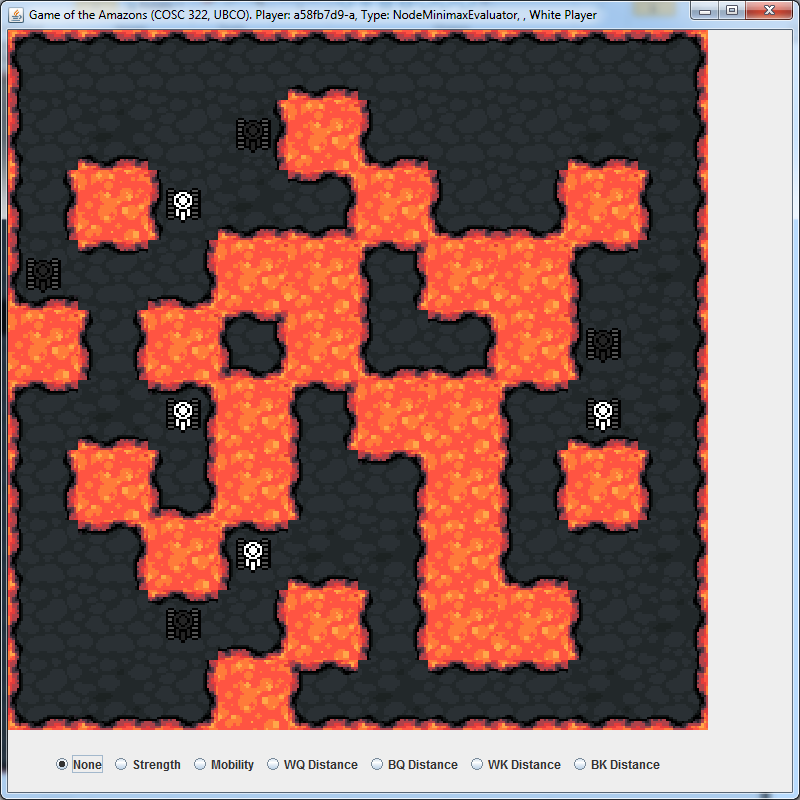 Game of the Amazons (COSC 322, UBCO). Player: a58fb7d9-a, Type: NodeMinimaxEvaluator, , White Player
None Strength Mobility WQ Distance BQ Distance WK Distance BK Distance